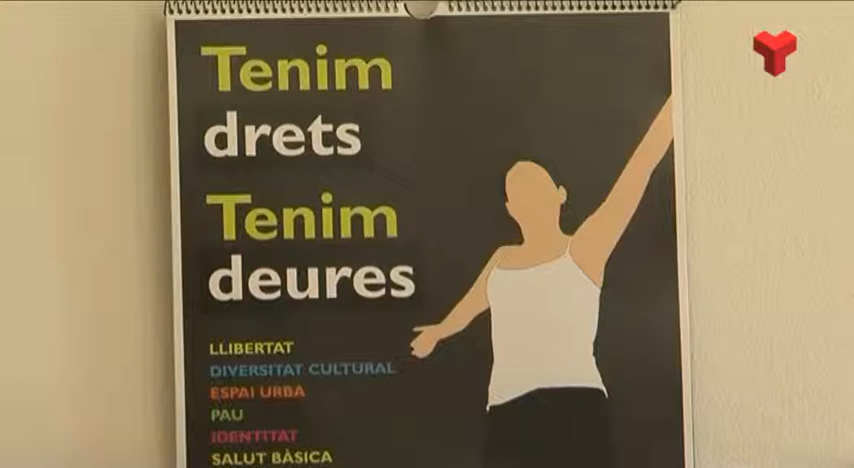 Tenim
drets
Tenim
deures
LLIBERTAT
DIVERSITAT CULTURAL
ESPAI URBÀ
PAU
IDENTITAT
SALUT BÀSICA